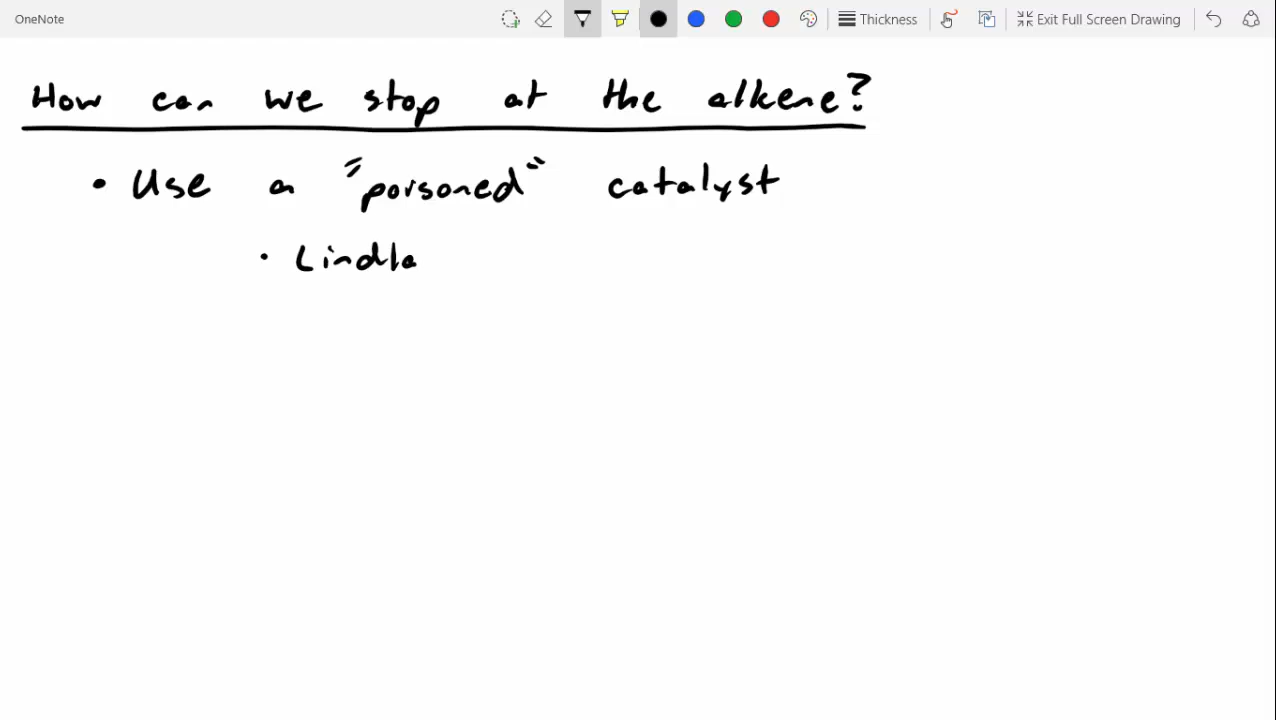 OneNote
Thickness
Exit Full Screen Drawing
How can we stop at the alkene?
• Use a "poisoned" catalyst
• Lindla